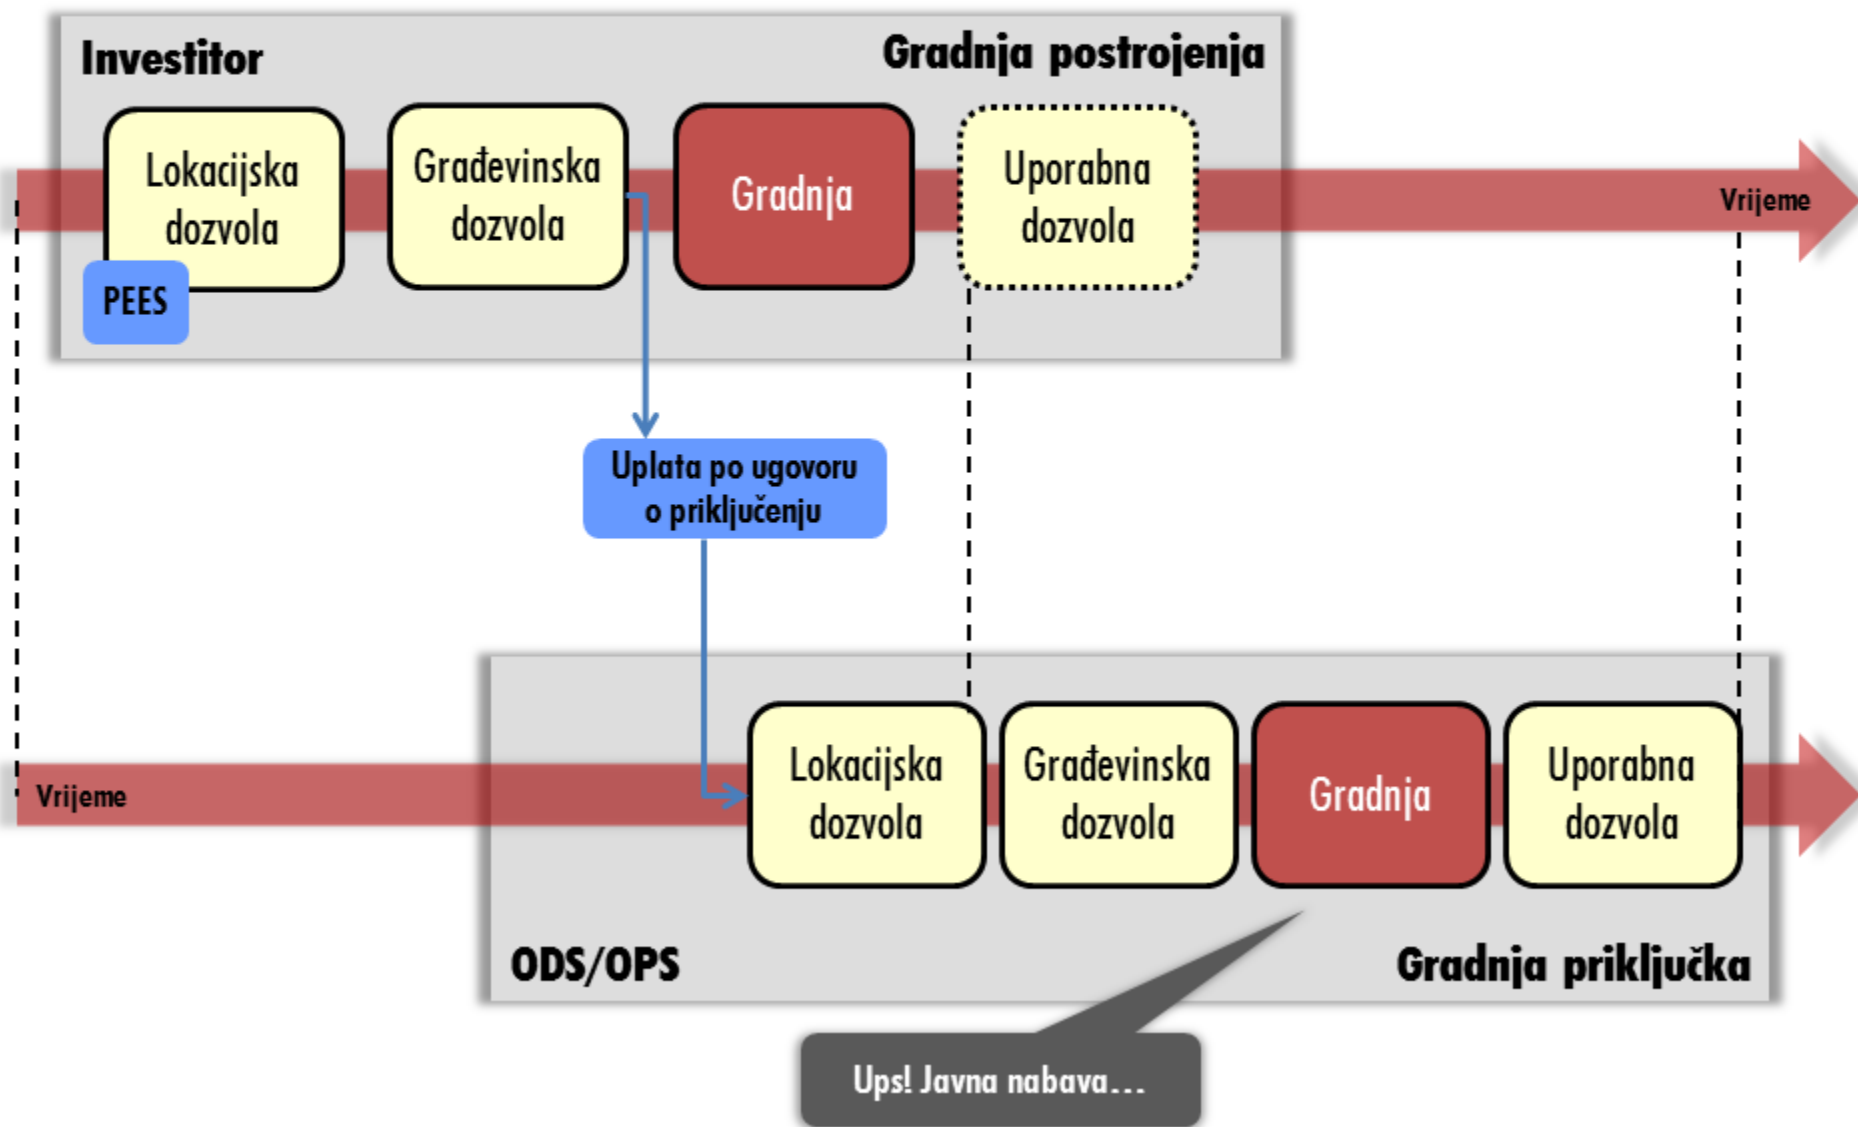 Investitor
Gradnja postrojenja
Lokacijska
dozvola
Građevinska
dozvola
Gradnja
Uporabna
dozvola
Vrijeme
PEES
Uplata po ugovoru
o priključenju
Vrijeme
Lokacijska
dozvola
Građevinska
dozvola
Gradnja
Uporabna
dozvola
ODS/OPS
Gradnja priključka
Ups! Javna nabava...